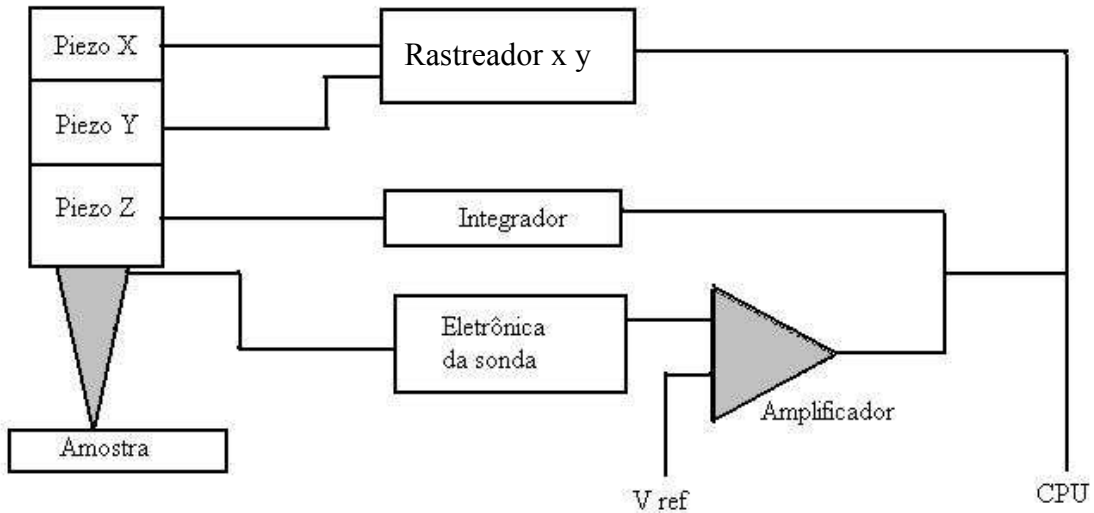 Piezo X
Rastreador x y
Piezo Y
Piezo Z
Integrador
Eletrônica
da sonda
Amplificador
Amostra
V ref
CPU